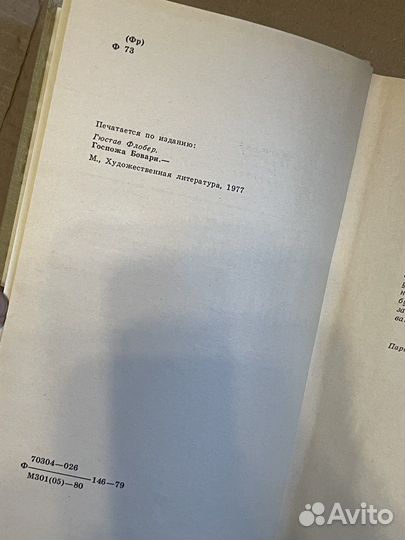 (Фр)
Ф 73
Печатается по изданию:
Гюстав Флобер.
Госпожа Бовари.—
М., Художественная литература, 1977
70304—026
Ф ——— 146—79
М301(05)—80
Avito